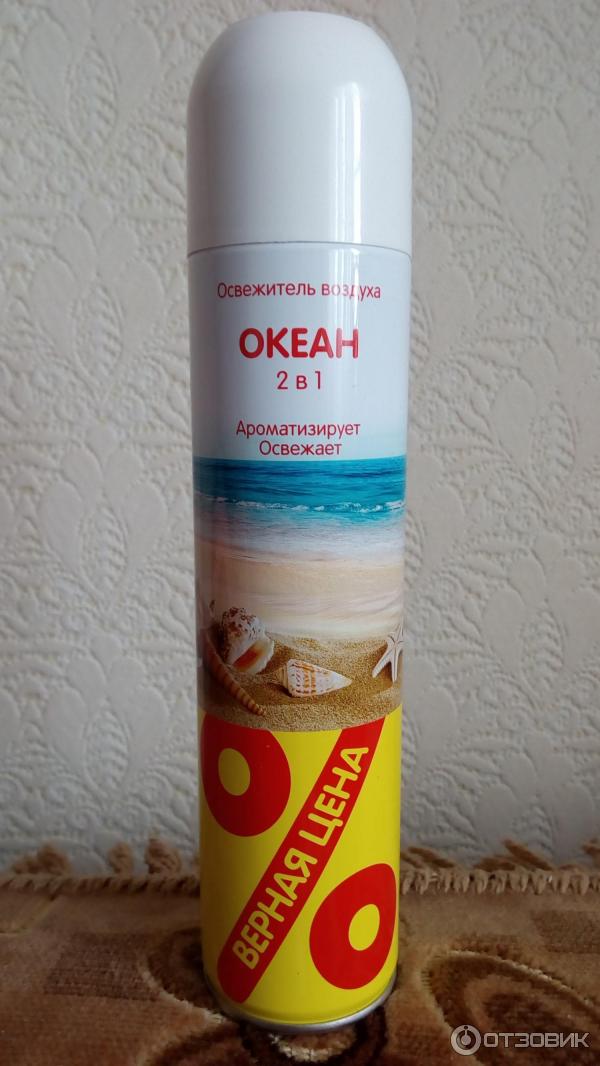 Освежитель воздуха
ОКЕАН
2 в 1
Ароматизирует
Освежает
ВЕРНАЯ ЦЕНА
ОТЗОВИК